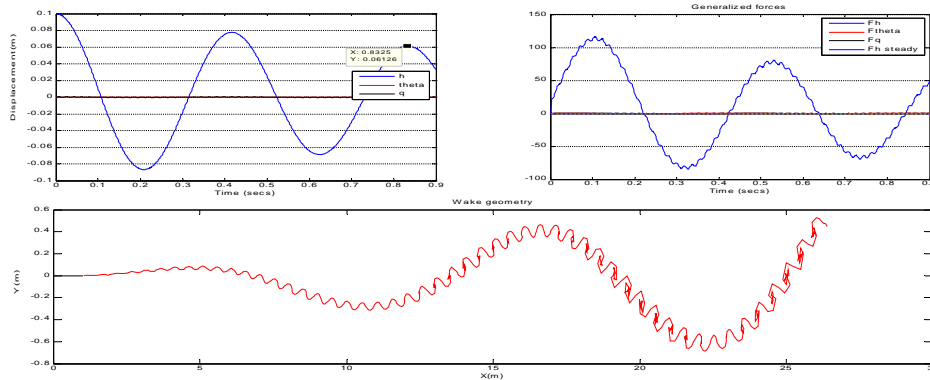 Generalized forces
0.1
0.08
0.06
0.04
0.02
0
-0.02
-0.04
-0.06
-0.08
-0.1
Displacement(m)
X: 0.8325
Y: 0.06126
h
theta
q
0 0.1 0.2 0.3 0.4 0.5 0.6 0.7 0.8 0.9
Time (secs)
150
100
50
0
-50
-100
Fh
Ftheta
Fq
Fh steady
0 0.1 0.2 0.3 0.4 0.5 0.6 0.7 0.8 0.9
Time (secs)
Wake geometry
0.6
0.4
0.2
0
-0.2
-0.4
-0.6
-0.8
Y (m)
0 5 10 15 20 25 30
X(m)